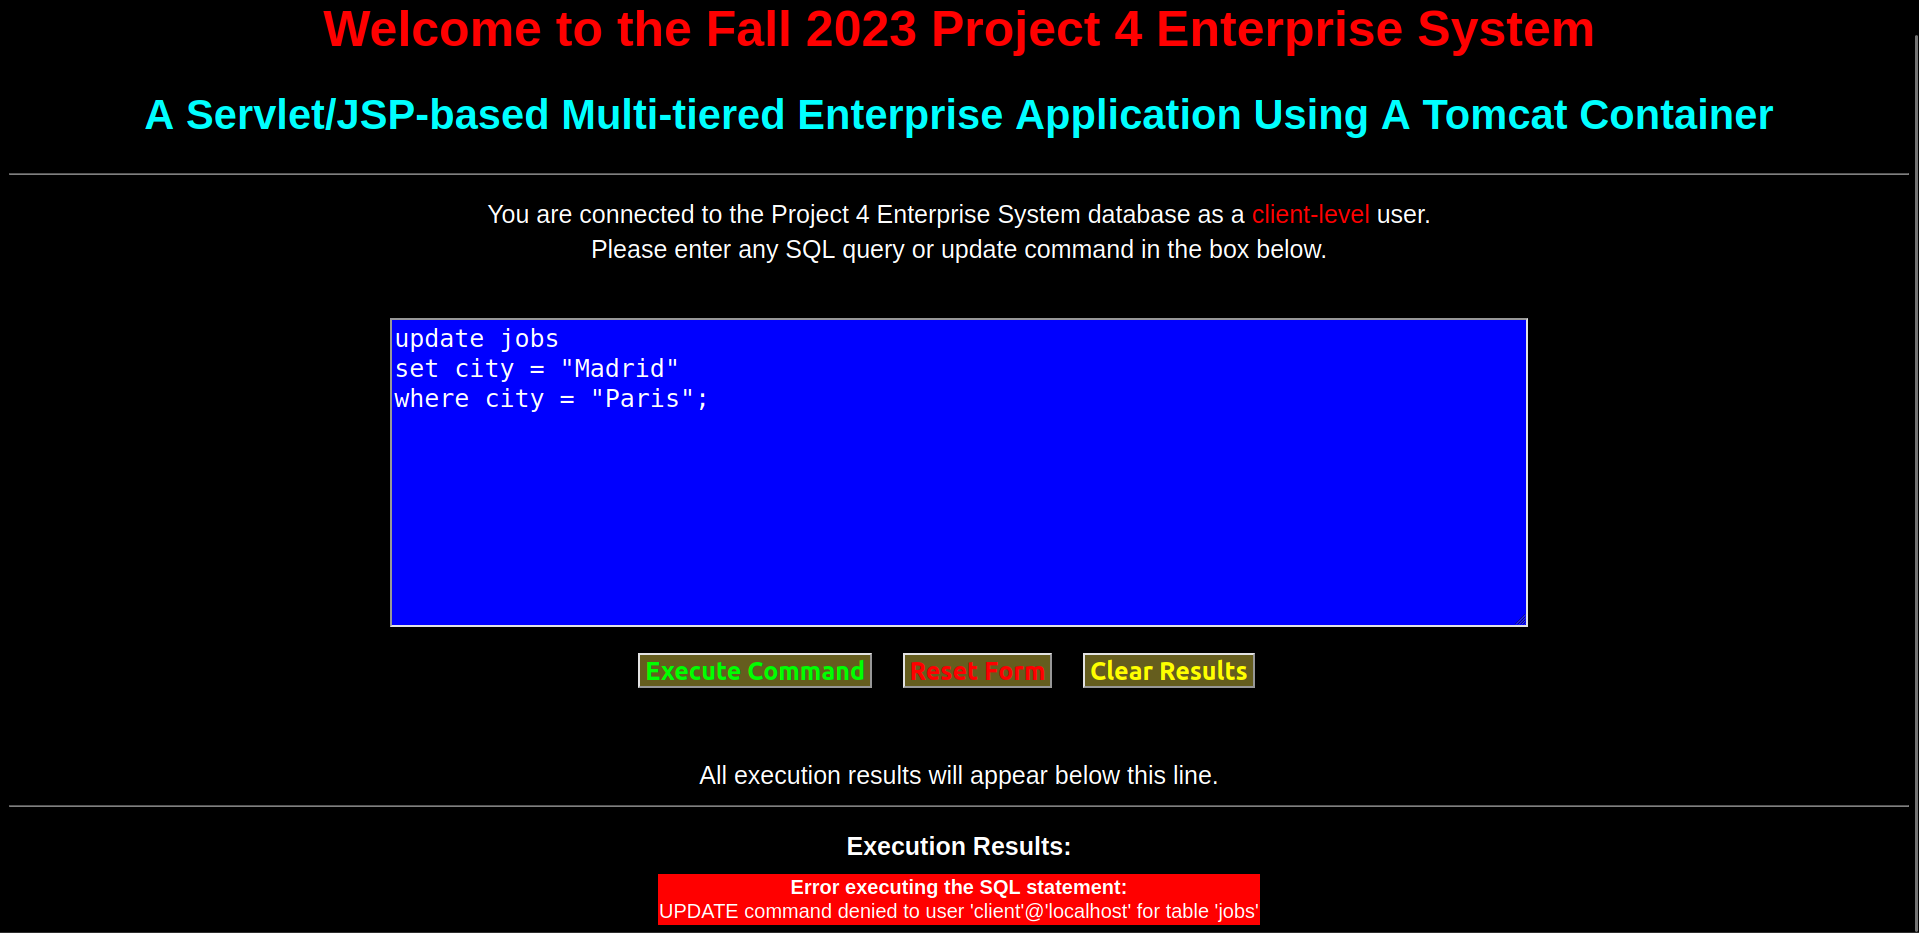 Welcome to the Fall 2023 Project 4 Enterprise System
A Servlet/JSP-based Multi-tiered Enterprise Application Using A Tomcat Container
You are connected to the Project 4 Enterprise System database as a client-level user.
Please enter any SQL query or update command in the box below.
update jobs
set city = "Madrid"
where city = "Paris";
Execute Command Reset Form Clear Results
All execution results will appear below this line.
Execution Results:
Error executing the SQL statement:
UPDATE command denied to user 'client'@'localhost' for table 'jobs'